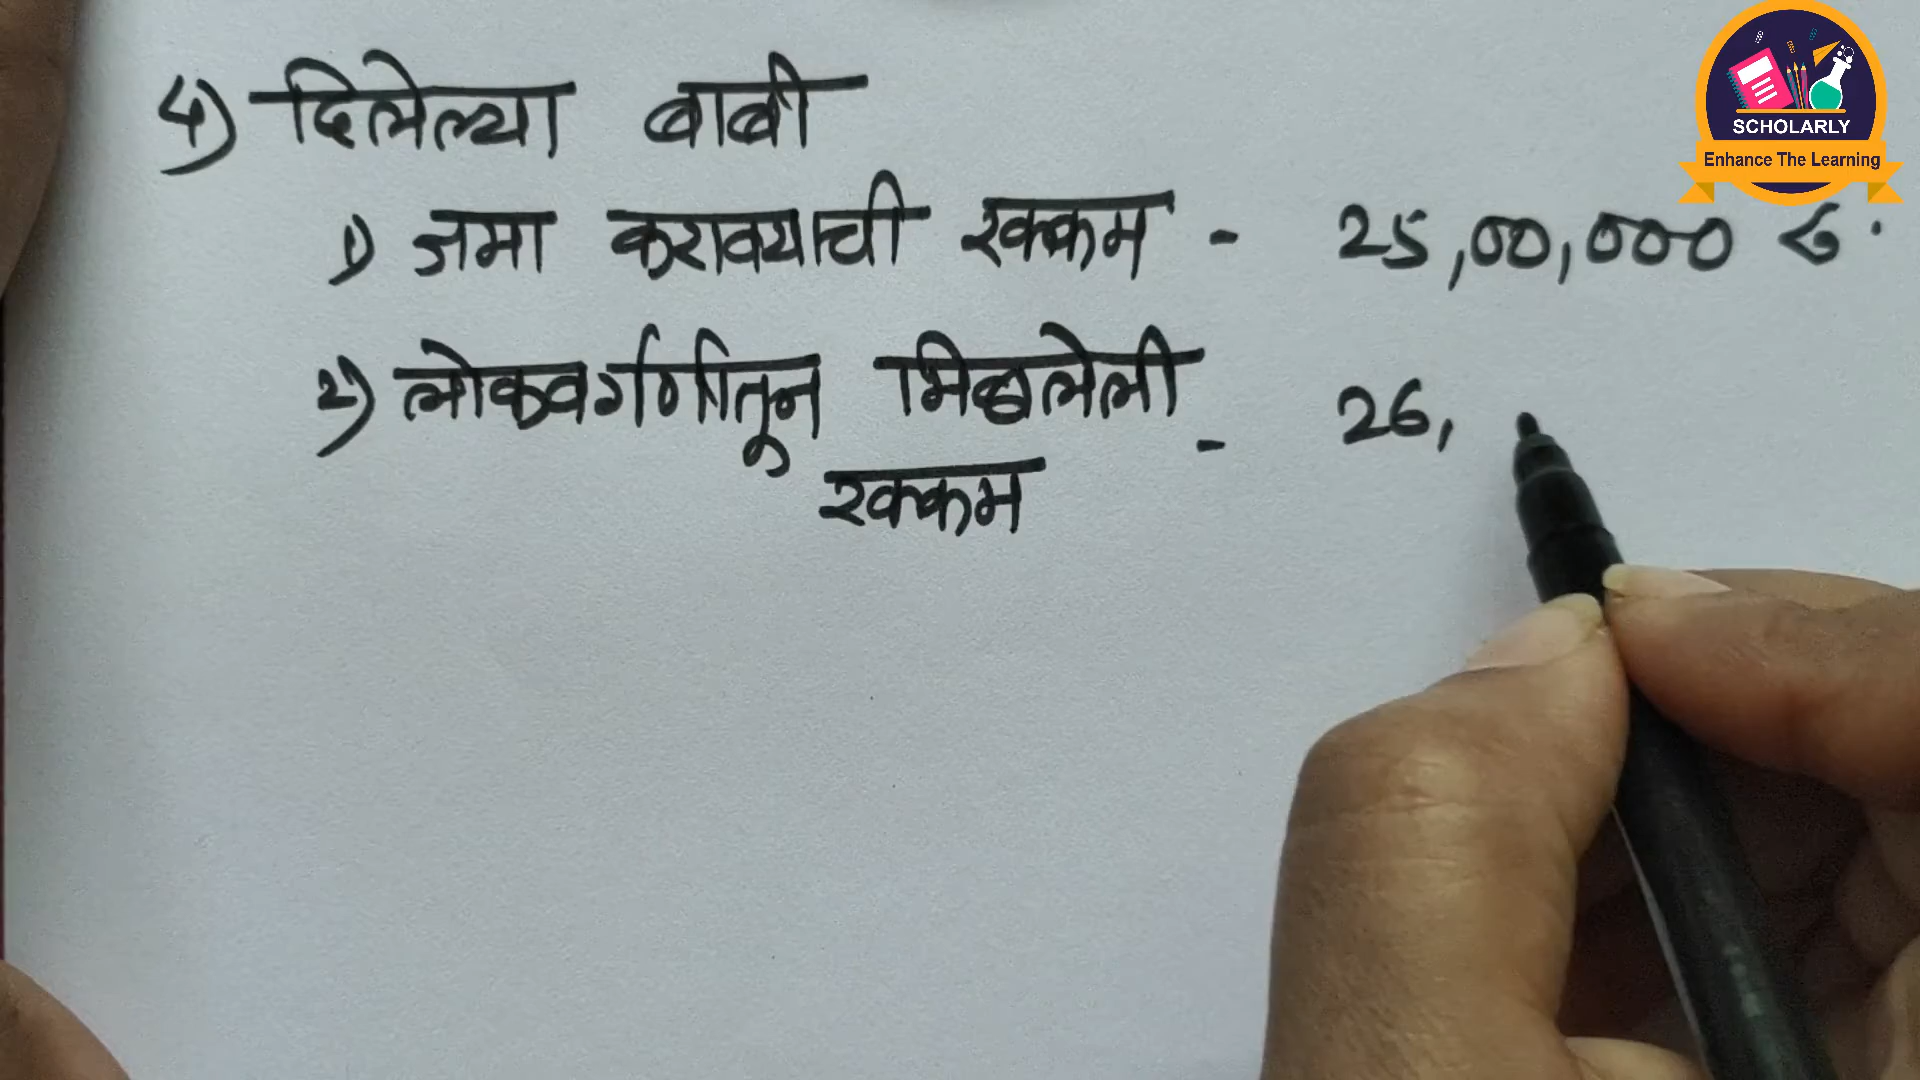 4) दिलेल्या बाबी
1) जमा करावयाची रक्कम - 25,00,000 रु.
2) लोकवर्गणीतून मिळालेली - 26,
रक्कम
SCHOLARLY
Enhance The Learning